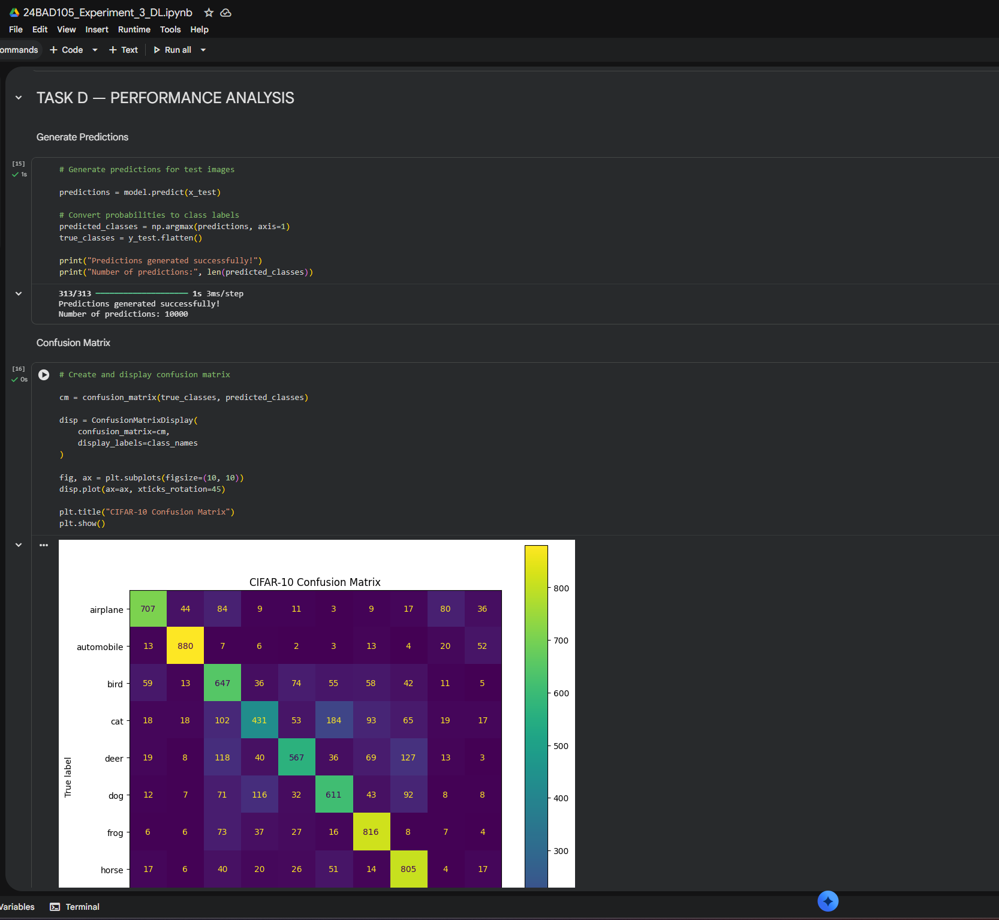 24BAD105_Experiment_3_DL.ipynb
File Edit View Insert Runtime Tools Help
ommands + Code + Text Run all
TASK D — PERFORMANCE ANALYSIS
Generate Predictions
[15]
1s
# Generate predictions for test images
predictions = model.predict(x_test)
# Convert probabilities to class labels
predicted_classes = np.argmax(predictions, axis=1)
true_classes = y_test.flatten()
print("Predictions generated successfully!")
print("Number of predictions:", len(predicted_classes))
313/313 ━━━━━━━━━━━━━━━━━━━━ 1s 3ms/step
Predictions generated successfully!
Number of predictions: 10000
Confusion Matrix
[16]
0s
# Create and display confusion matrix
cm = confusion_matrix(true_classes, predicted_classes)
disp = ConfusionMatrixDisplay(
    confusion_matrix=cm,
    display_labels=class_names
)
fig, ax = plt.subplots(figsize=(10, 10))
disp.plot(ax=ax, xticks_rotation=45)
plt.title("CIFAR-10 Confusion Matrix")
plt.show()
CIFAR-10 Confusion Matrix
airplane 707 44 84 9 11 3 9 17 80 36
automobile 13 880 7 6 2 3 13 4 20 52
bird 59 13 647 36 74 55 58 42 11 5
cat 18 18 102 431 53 184 93 65 19 17
deer 19 8 118 40 567 36 69 127 13 3
dog 12 7 71 116 32 611 43 92 8 8
frog 6 6 73 37 27 16 816 8 7 4
horse 17 6 40 20 26 51 14 805 4 17
True label
800
700
600
500
400
300
Variables Terminal